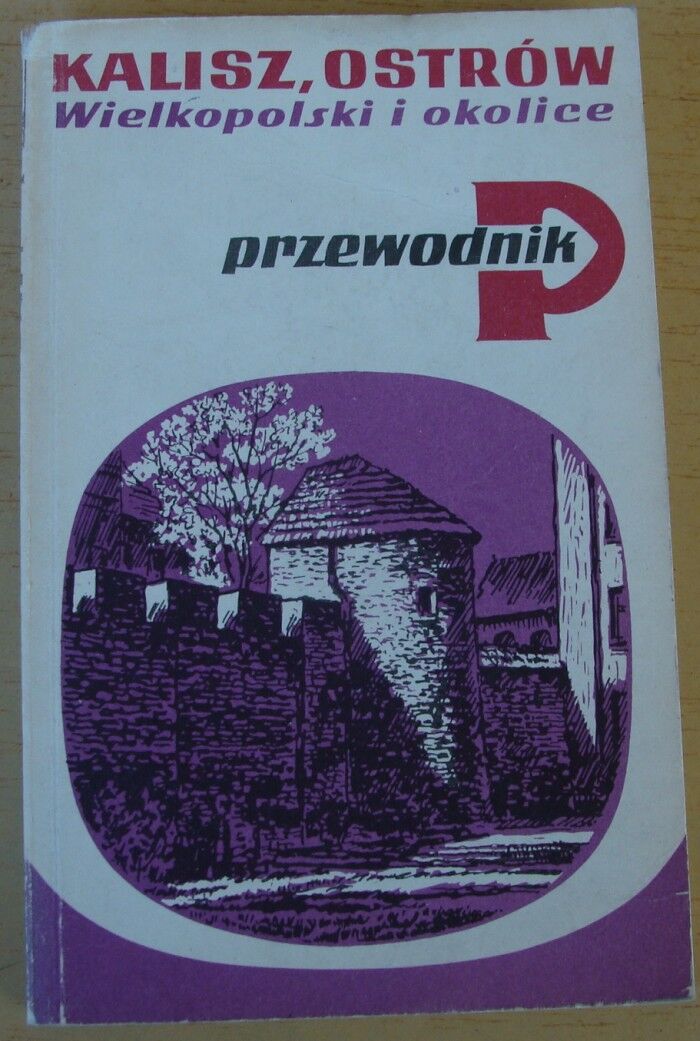 KALISZ, OSTRÓW
Wielkopolski i okolice
przewodnik
P